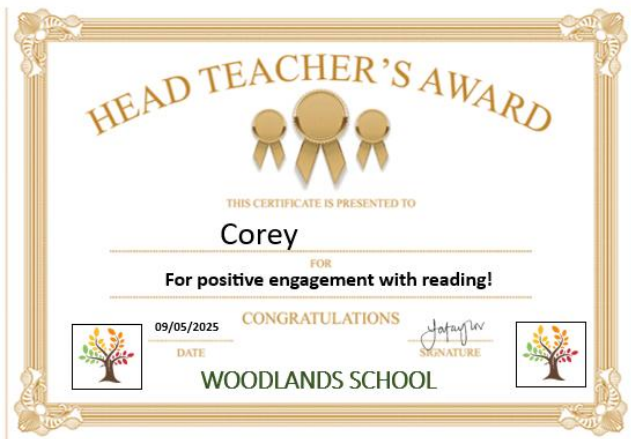 HEAD TEACHER'S AWARD
THIS CERTIFICATE IS PRESENTED TO
Corey
FOR
For positive engagement with reading!
09/05/2025
CONGRATULATIONS
DATE
SIGNATURE
WOODLANDS SCHOOL